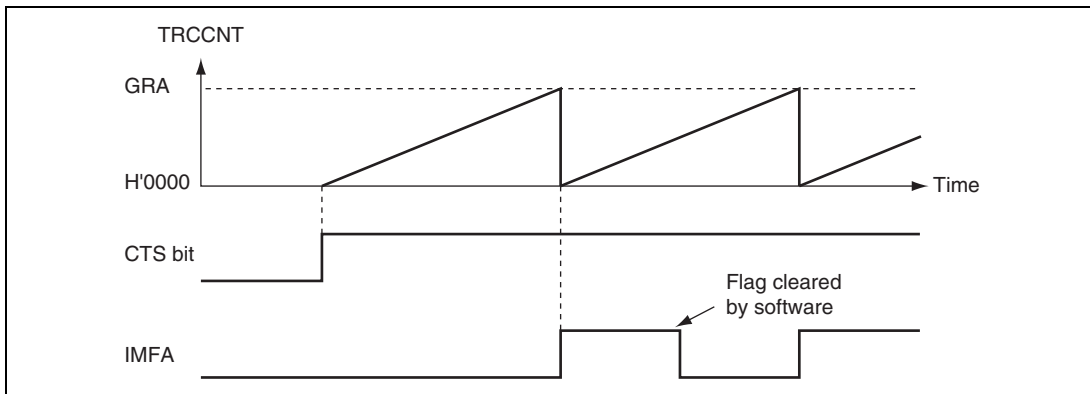 TRCCNT
GRA
H'0000
Time
CTS bit
Flag cleared
by software
IMFA